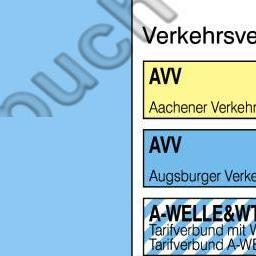 Verkehrsve
AVV
Aachener Verkehr
AVV
Augsburger Verke
A-WELLE&WT
Tarifverbund mit W
Tarifverbund A-WE